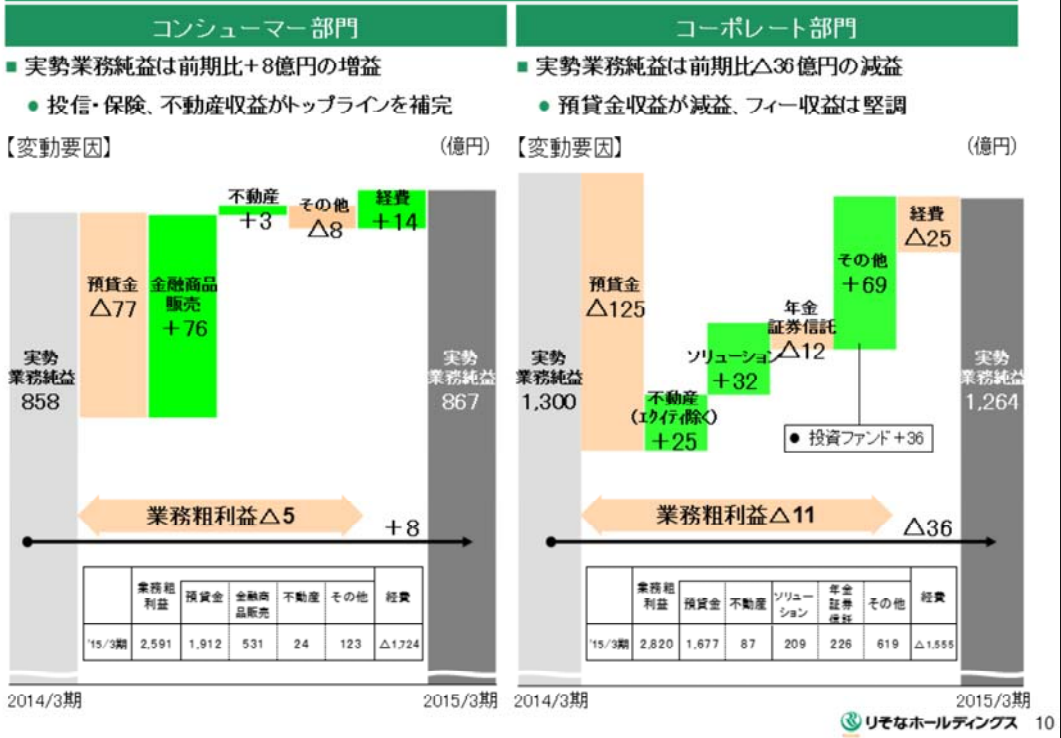 コンシューマー部門
■ 実勢業務純益は前期比+8億円の増益
● 投信・保険、不動産収益がトップラインを補完
【変動要因】 (億円)
実勢
業務純益
858
預貸金
△77
金融商品
販売
+76
不動産
+3
その他
△8
経費
+14
実勢
業務純益
867
業務粗利益△5
+8
業務粗
利益 預貸金 金融商
品販売 不動産 その他 経費
'15/3期 2,591 1,912 531 24 123 △1,724
2014/3期 2015/3期
コーポレート部門
■ 実勢業務純益は前期比△36億円の減益
● 預貸金収益が減益、フィー収益は堅調
【変動要因】 (億円)
実勢
業務純益
1,300
預貸金
△125
不動産
(エクイティ除く)
+25
ソリューション
+32
年金
証券信託
△12
その他
+69
● 投資ファンド+36
経費
△25
実勢
業務純益
1,264
業務粗利益△11
△36
業務粗
利益 預貸金 不動産 ソリュー
ション 年金
証券
信託 その他 経費
'15/3期 2,820 1,677 87 209 226 619 △1,555
2014/3期 2015/3期
りそなホールディングス 10